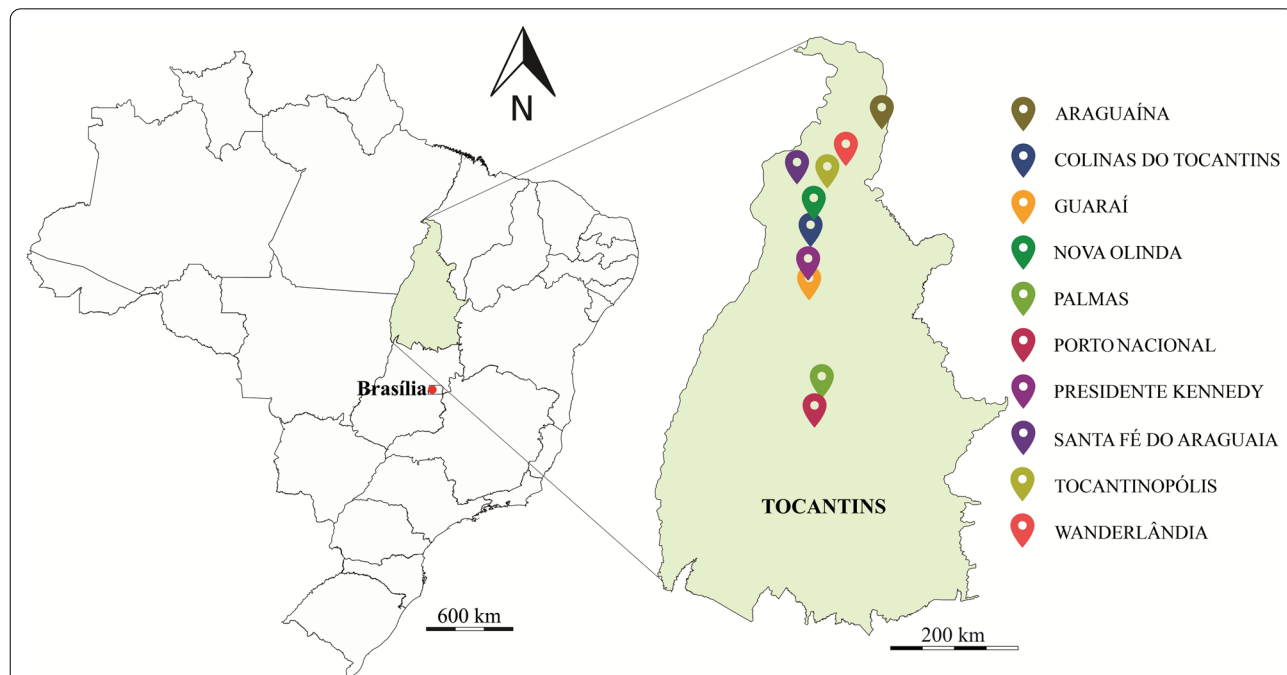 N
Brasília
600 km
TOCANTINS
200 km
ARAGUAÍNA
COLINAS DO TOCANTINS
GUARAÍ
NOVA OLINDA
PALMAS
PORTO NACIONAL
PRESIDENTE KENNEDY
SANTA FÉ DO ARAGUAIA
TOCANTINOPÓLIS
WANDERLÂNDIA